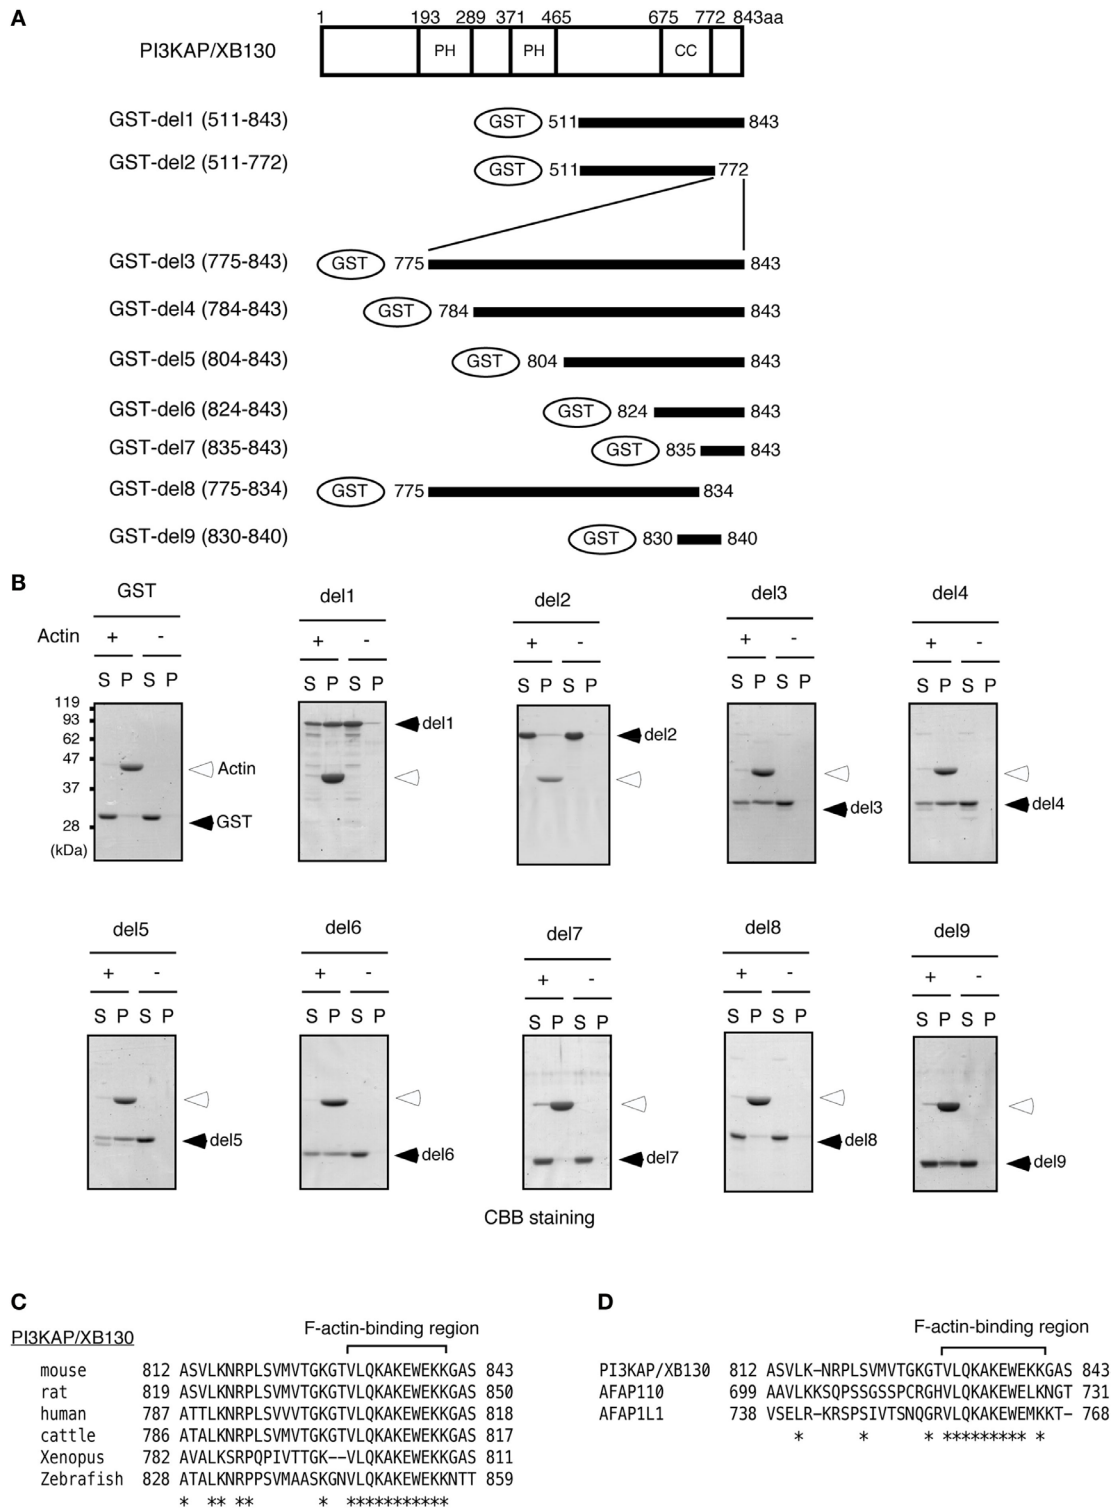 A
1 193 289 371 465 675 772 843aa
PI3KAP/XB130 PH PH CC
GST-del1 (511-843) GST 511 843
GST-del2 (511-772) GST 511 772
GST-del3 (775-843) GST 775 843
GST-del4 (784-843) GST 784 843
GST-del5 (804-843) GST 804 843
GST-del6 (824-843) GST 824 843
GST-del7 (835-843) GST 835 843
GST-del8 (775-834) GST 775 834
GST-del9 (830-840) GST 830 840
B
GST del1 del2 del3 del4
Actin + - + - + - + - + -
S P S P S P S P S P S P S P S P S P S P
119
93
62
47
37
28
(kDa)
Actin
GST
del1
del2
del3
del4
del5 del6 del7 del8 del9
+ - + - + - + - + -
S P S P S P S P S P S P S P S P S P S P
del5
del6
del7
del8
del9
CBB staining
C
PI3KAP/XB130
F-actin-binding region
mouse 812 ASVLKNRPLSVMVTGKGTVLQKAKEWEKKGAS 843
rat 819 ASVLKNRPLSVMVTGKGTVLQKAKEWEKKGAS 850
human 787 ATTLKNRPLSVVVTGKGTVLQKAKEWEKKGAS 818
cattle 786 ATALKNRPLSVMVTGKGTVLQKAKEWEKKGAS 817
Xenopus 782 AVALKSRPQPIVTTGK--VLQKAKEWEKKGAS 811
Zebrafish 828 ATALKNRPPSVMAASKGNVLQKAKEWEKKNTT 859
* ** ** * ***********
D
F-actin-binding region
PI3KAP/XB130 812 ASVLK-NRPLSVMVTGKGTVLQKAKEWEKKGAS 843
AFAP110 699 AAVLKKSQPSSGSSPCRGHVLQKAKEWELKNGT 731
AFAP1L1 738 VSELR-KRSPSIVTSNQGRVLQKAKEWEMKKT- 768
* * * ********* *